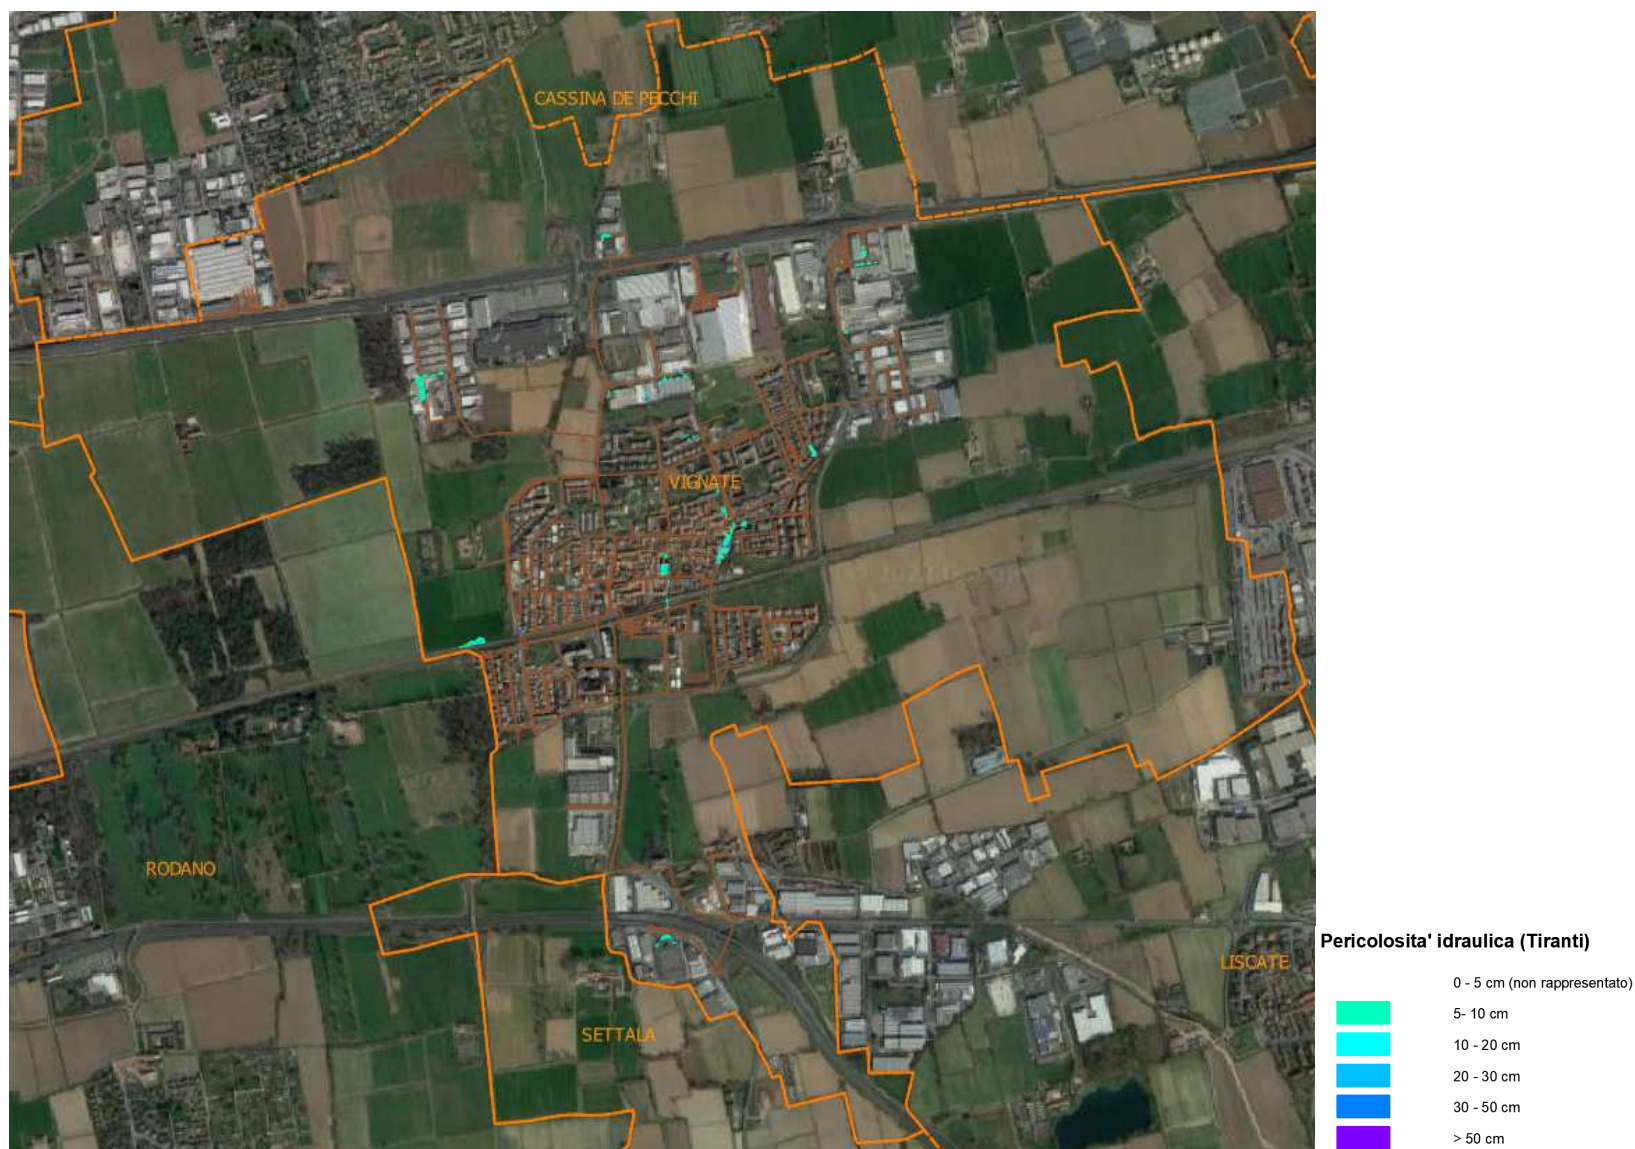 CASSINA DE PECCHI
VIGNATE
RODANO
LISCATE
SETTALA
Pericolosita' idraulica (Tiranti)
0 - 5 cm (non rappresentato)
5- 10 cm
10 - 20 cm
20 - 30 cm
30 - 50 cm
> 50 cm